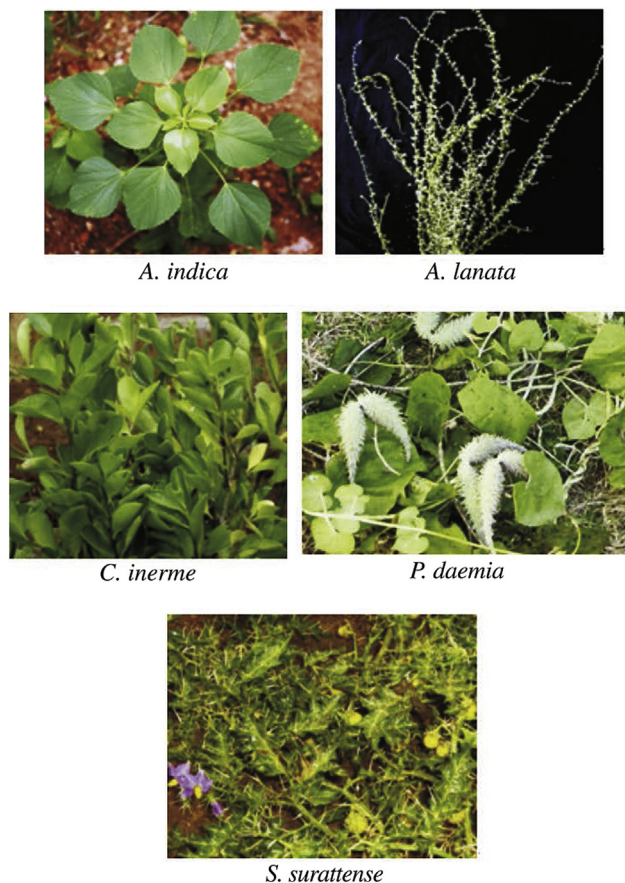 A. indica
A. lanata
C. inerme
P. daemia
S. surattense